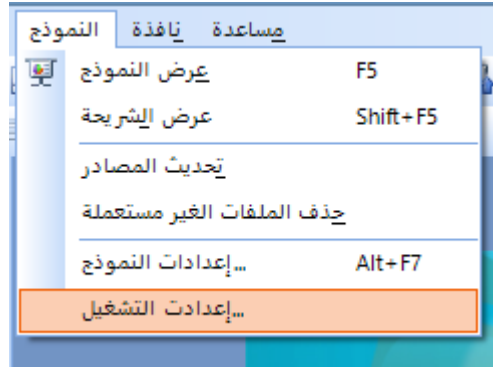 النموذج نافذة مساعدة
عرض النموذج F5
عرض الشريحة Shift+F5
تحديث المصادر
حذف الملفات الغير مستعملة
إعدادات النموذج... Alt+F7
إعدادت التشغيل...